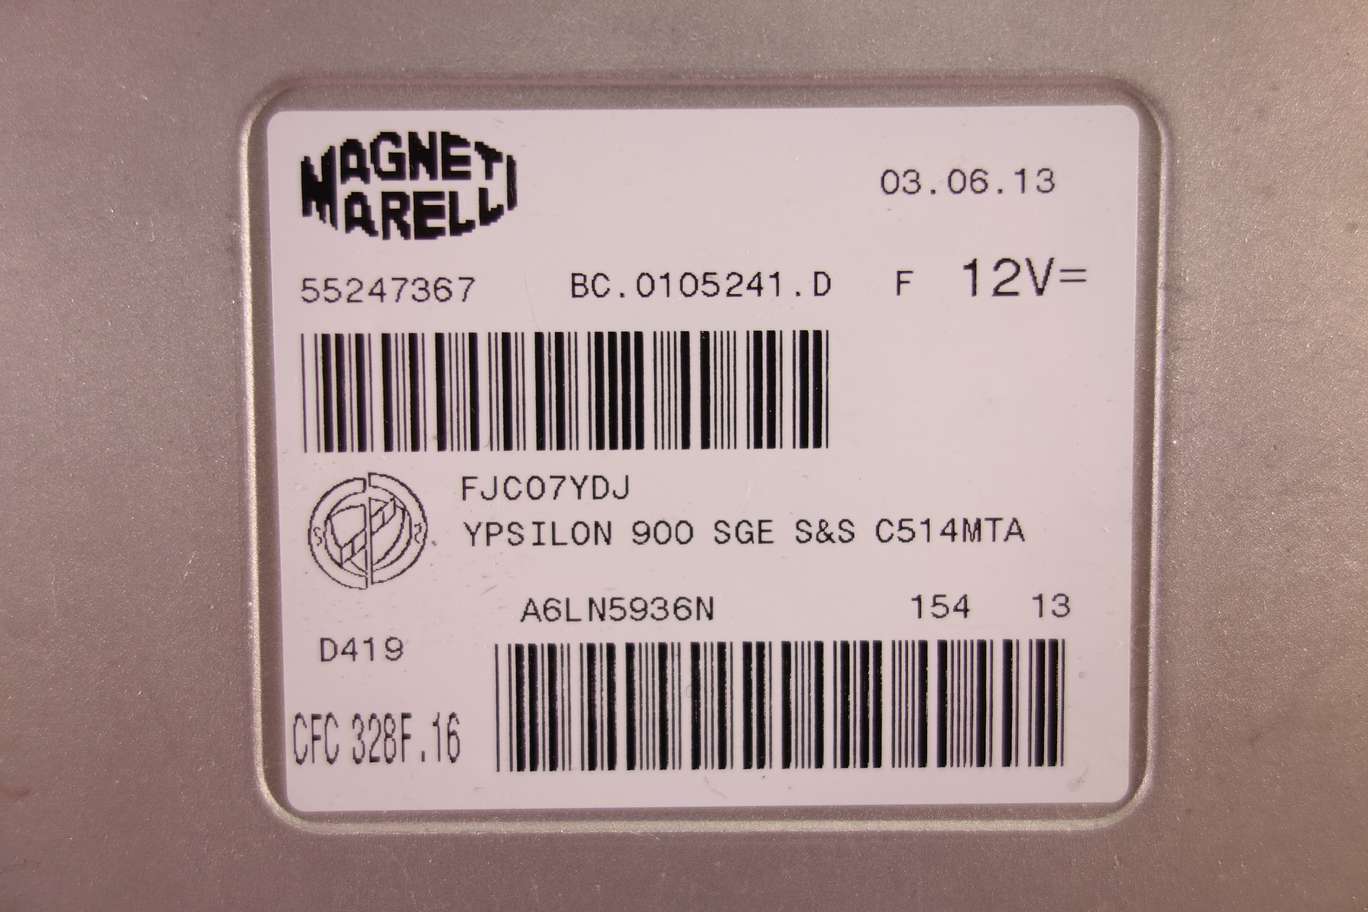 MAGNETI
MARELLI
03.06.13
55247367 BC.0105241.D F 12V=
FJC07YDJ
YPSILON 900 SGE S&S C514MTA
A6LN5936N 154 13
D419
CFC 328F.16